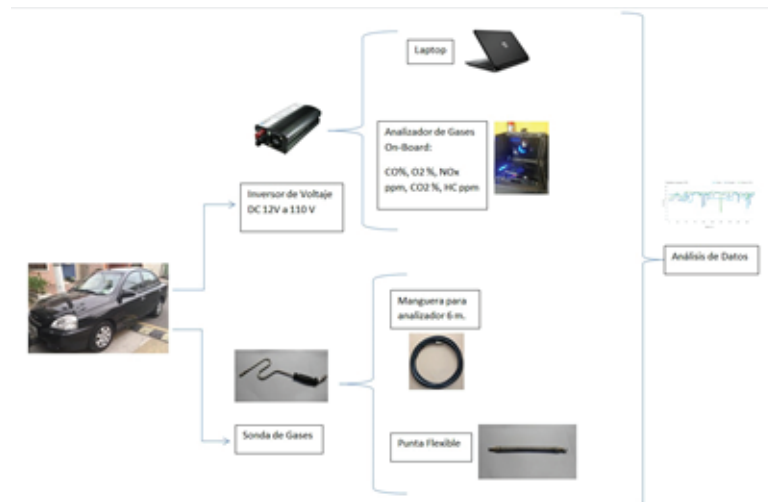 Laptop
Analizador de Gases
On-Board:
CO%, O2 %, NOx
ppm, CO2 %, HC ppm
Inversor de Voltaje
DC 12V a 110 V
Análisis de Datos
Manguera para
analizador 6 m.
Sonda de Gases
Punta Flexible